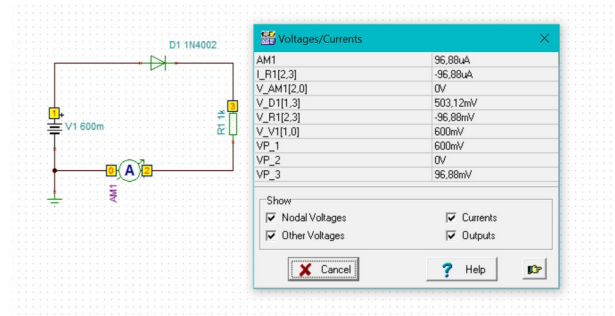 D1 1N4002
1
+
V1 600m
3
R1 1k
0
A
2
AM1
Voltages/Currents
AM1 96,88uA
I_R1[2,3] -96,88uA
V_AM1[2,0] 0V
V_D1[1,3] 503,12mV
V_R1[2,3] -96,88mV
V_V1[1,0] 600mV
VP_1 600mV
VP_2 0V
VP_3 96,88mV
Show
Nodal Voltages Currents
Other Voltages Outputs
Cancel ? Help